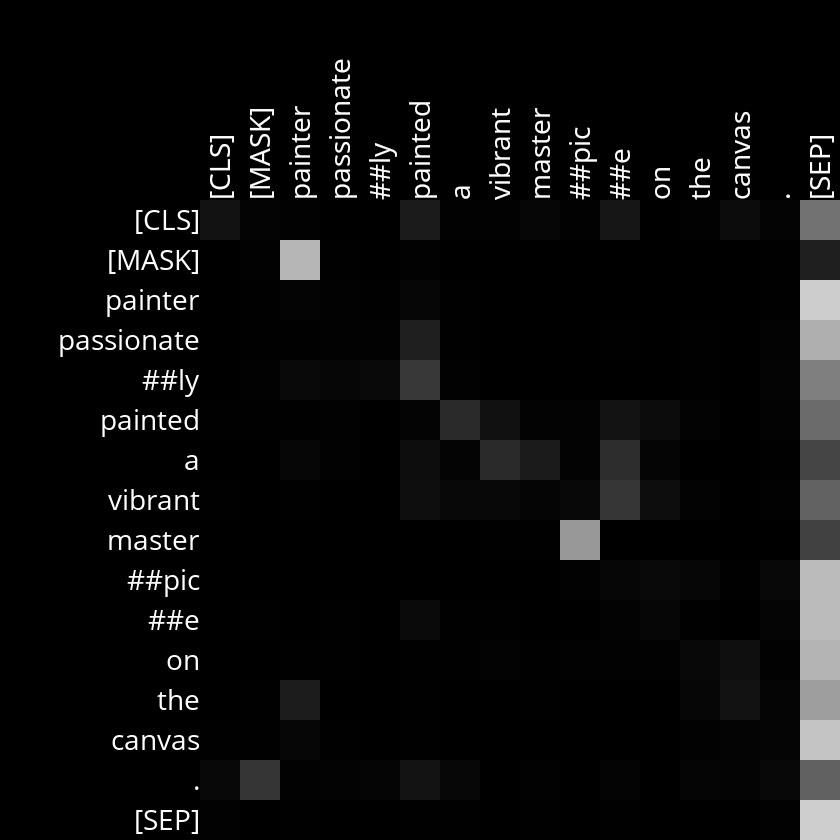 [CLS] [MASK] painter passionate ##ly painted a vibrant master ##pic ##e on the canvas . [SEP]
[CLS]
[MASK]
painter
passionate
##ly
painted
a
vibrant
master
##pic
##e
on
the
canvas
.
[SEP]